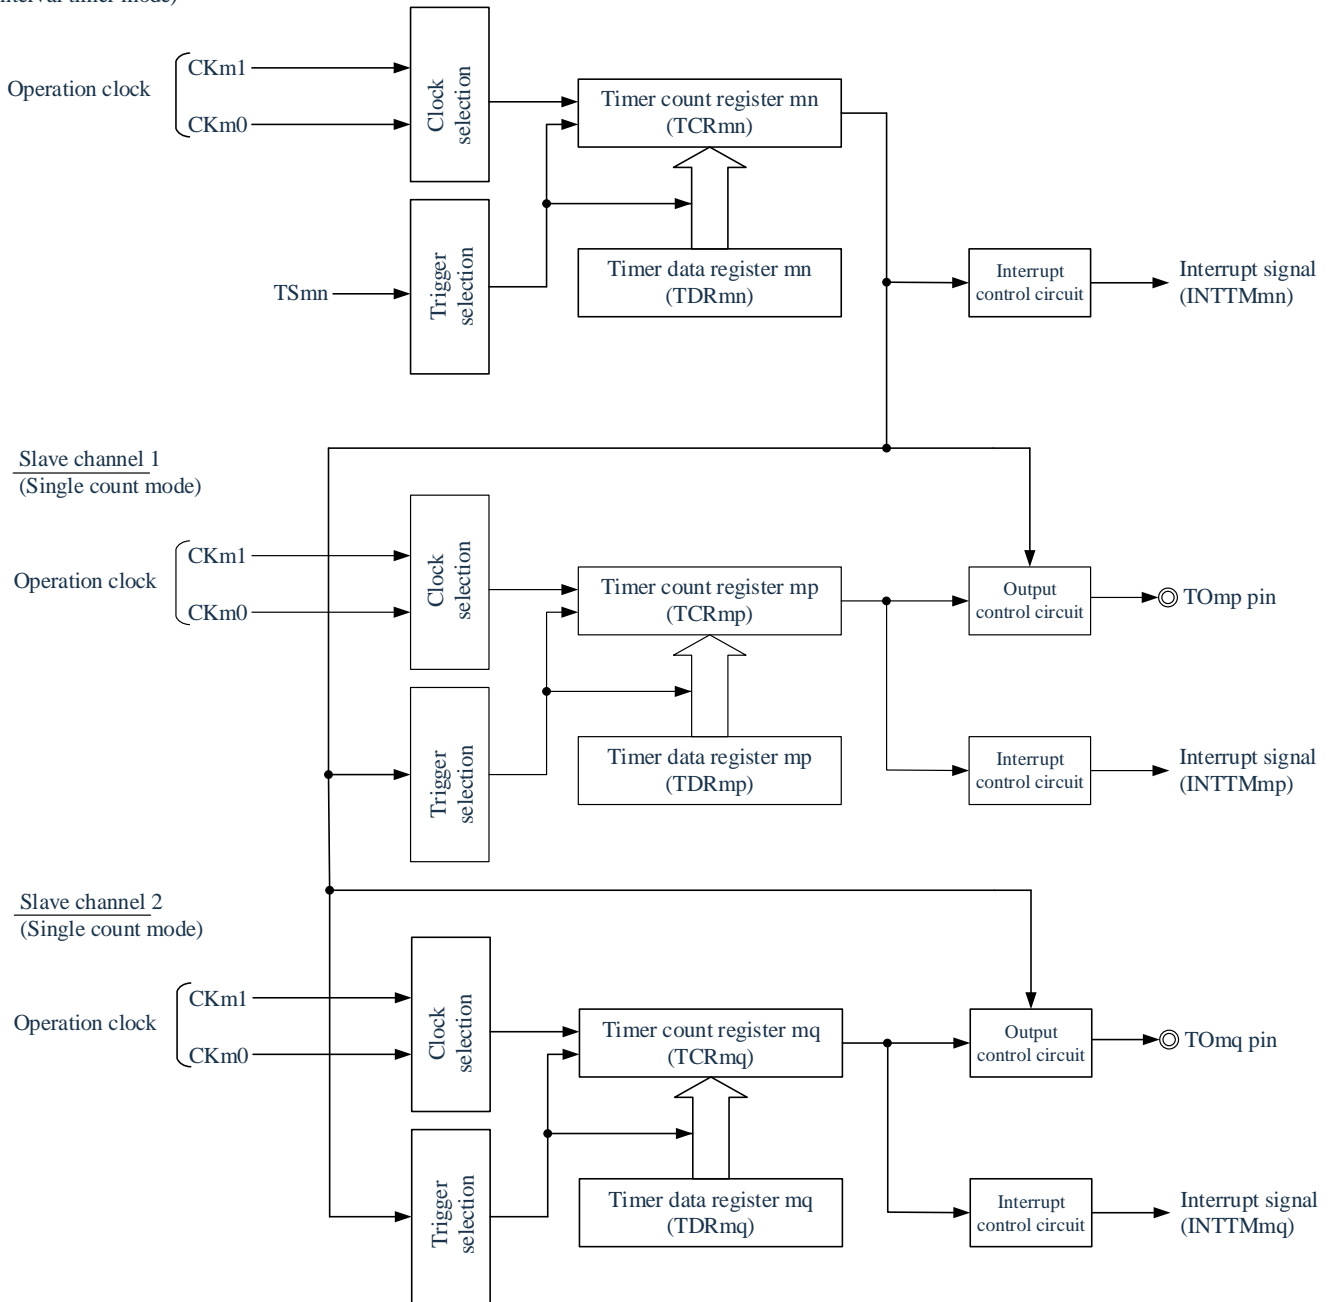 timer mode)
Operation clock
CKm1
CKm0
Clock
selection
Timer count register mn
(TCRmn)
TSmn
Trigger
selection
Timer data register mn
(TDRmn)
Interrupt
control circuit
Interrupt signal
(INTTMmn)
Slave channel 1
(Single count mode)
Operation clock
CKm1
CKm0
Clock
selection
Timer count register mp
(TCRmp)
Output
control circuit
TOmp pin
Trigger
selection
Timer data register mp
(TDRmp)
Interrupt
control circuit
Interrupt signal
(INTTMmp)
Slave channel 2
(Single count mode)
Operation clock
CKm1
CKm0
Clock
selection
Timer count register mq
(TCRmq)
Output
control circuit
TOmq pin
Trigger
selection
Timer data register mq
(TDRmq)
Interrupt
control circuit
Interrupt signal
(INTTMmq)